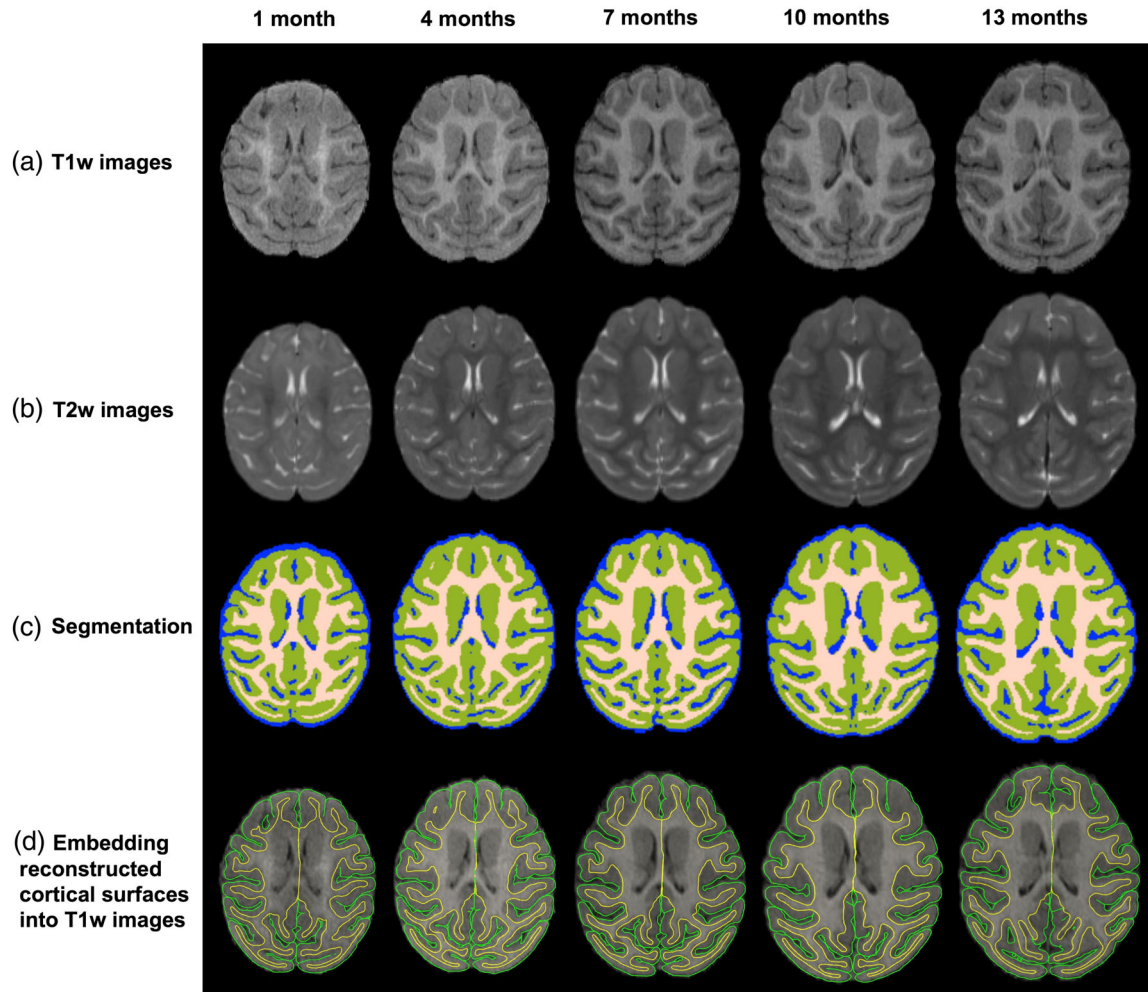 1 month 4 months 7 months 10 months 13 months
(a) T1w images
(b) T2w images
(c) Segmentation
(d) Embedding
reconstructed
cortical surfaces
into T1w images